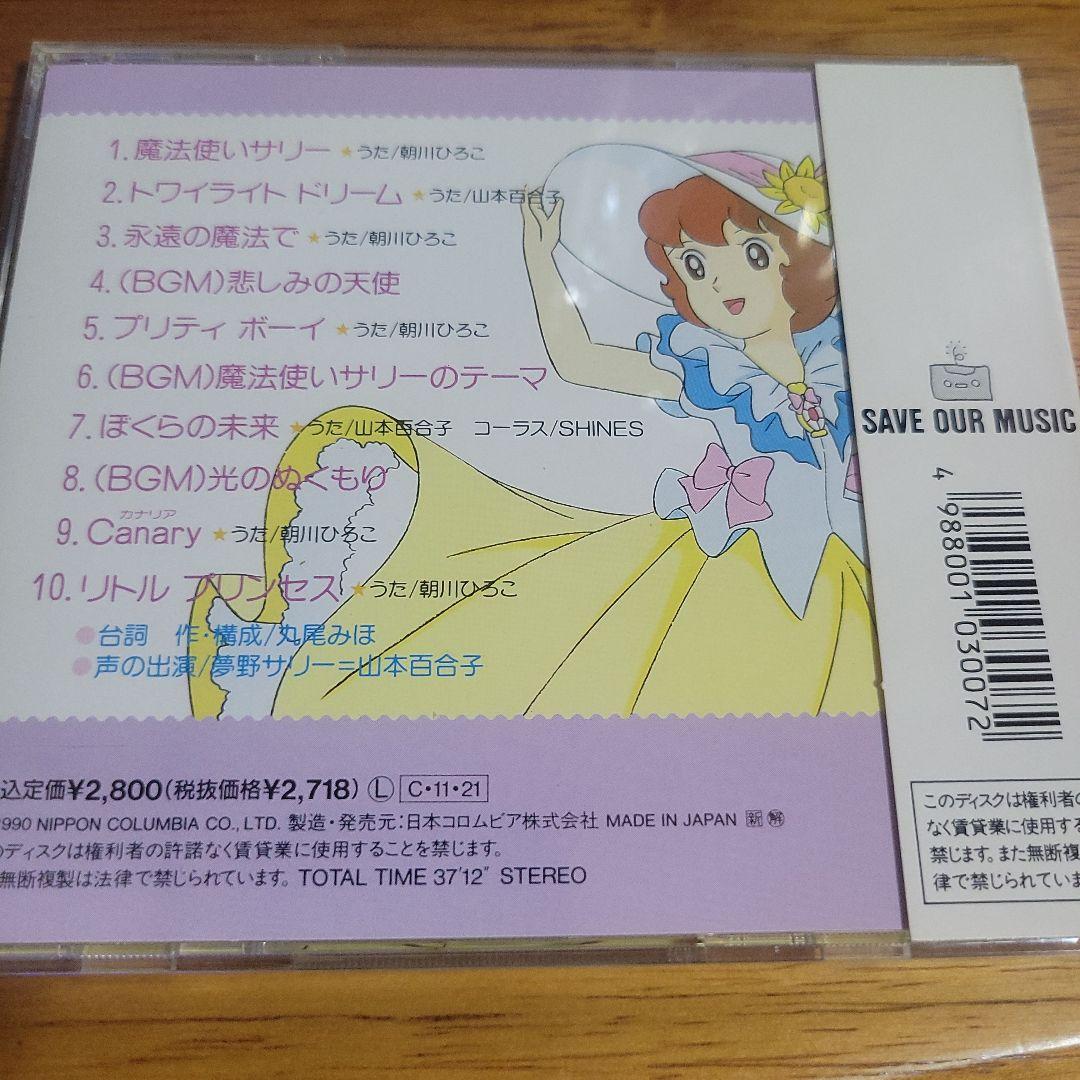 1.魔法使いサリー ★うた/朝川ひろこ
2.トワイライト ドリーム ★うた/山本百合子
3.永遠の魔法で ★うた/朝川ひろこ
4.(BGM)悲しみの天使
5.プリティ ボーイ ★うた/朝川ひろこ
6.(BGM)魔法使いサリーのテーマ
7.ぼくらの未来 ★うた/山本百合子 コーラス/SHINES
8.(BGM)光のぬくもり
カナリア
9.Canary ★うた/朝川ひろこ
10.リトル プリンセス ★うた/朝川ひろこ
●台詞 作・構成/丸尾みほ
●声の出演/夢野サリー=山本百合子
込定価¥2,800(税抜価格¥2,718) Ⓛ C・11・21
1990 NIPPON COLUMBIA CO., LTD. 製造・発売元:日本コロムビア株式会社 MADE IN JAPAN 新 解
のディスクは権利者の許諾なく賃貸業に使用することを禁じます。
無断複製は法律で禁じられています。TOTAL TIME 37'12" STEREO
SAVE OUR MUSIC
4 988001 030072
このディスクは権利者の
なく賃貸業に使用する
禁じます。また無断複
律で禁じられていま